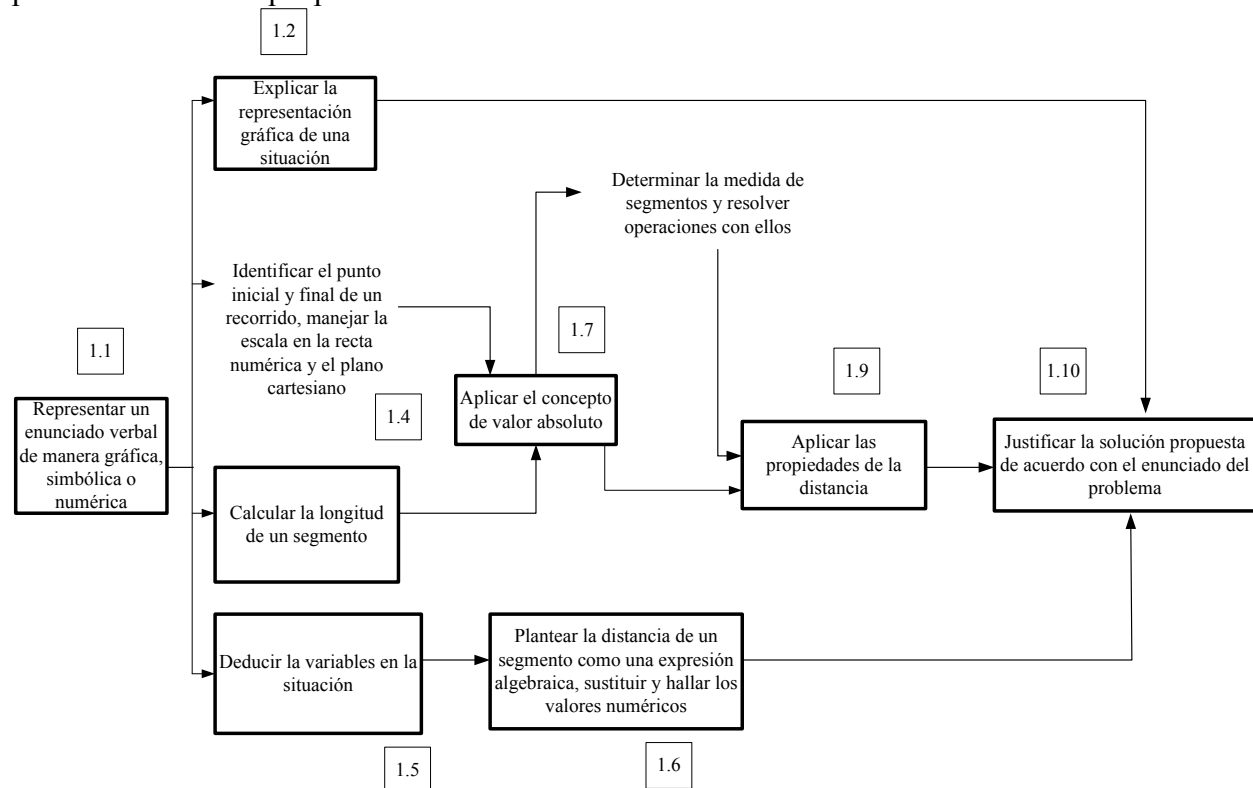 1.2
Explicar la
representación
gráfica de una
situación
Determinar la medida de
segmentos y resolver
operaciones con ellos
Identificar el punto
inicial y final de un
recorrido, manejar la
escala en la recta
numérica y el plano
cartesiano
1.7
1.1
1.9
1.10
1.4
Representar un
enunciado verbal
de manera gráfica,
simbólica o
numérica
Aplicar el concepto
de valor absoluto
Aplicar las
propiedades de la
distancia
Justificar la solución propuesta
de acuerdo con el enunciado del
problema
Calcular la longitud
de un segmento
Deducir la variables en la
situación
Plantear la distancia de un
segmento como una expresión
algebraica, sustituir y hallar los
valores numéricos
1.5
1.6